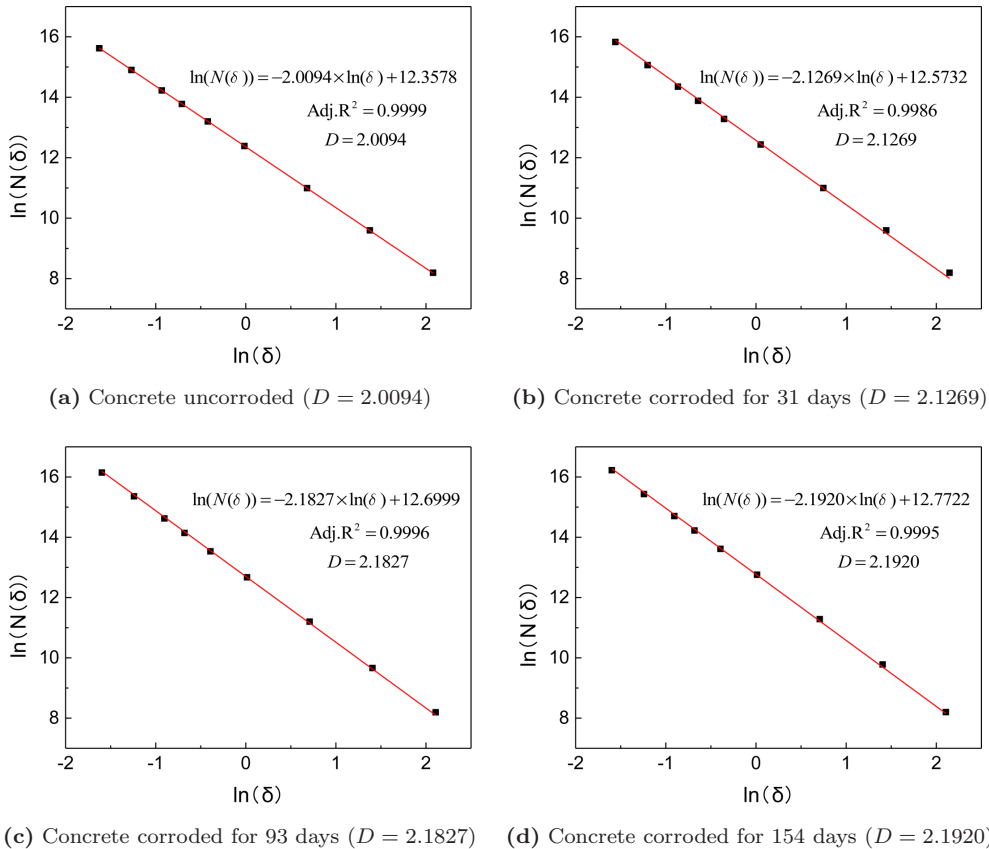 16
14
12
10
8
ln(N(δ))
ln(N(δ))=−2.0094×ln(δ)+12.3578
Adj.R²=0.9999
D=2.0094
-2 -1 0 1 2
ln(δ)
(a) Concrete uncorroded (D = 2.0094)
16
14
12
10
8
ln(N(δ))
ln(N(δ))=−2.1269×ln(δ)+12.5732
Adj.R²=0.9986
D=2.1269
-2 -1 0 1 2
ln(δ)
(b) Concrete corroded for 31 days (D = 2.1269)
16
14
12
10
8
ln(N(δ))
ln(N(δ))=−2.1827×ln(δ)+12.6999
Adj.R²=0.9996
D=2.1827
-2 -1 0 1 2
ln(δ)
(c) Concrete corroded for 93 days (D = 2.1827)
16
14
12
10
8
ln(N(δ))
ln(N(δ))=−2.1920×ln(δ)+12.7722
Adj.R²=0.9995
D=2.1920
-2 -1 0 1 2
ln(δ)
(d) Concrete corroded for 154 days (D = 2.1920)